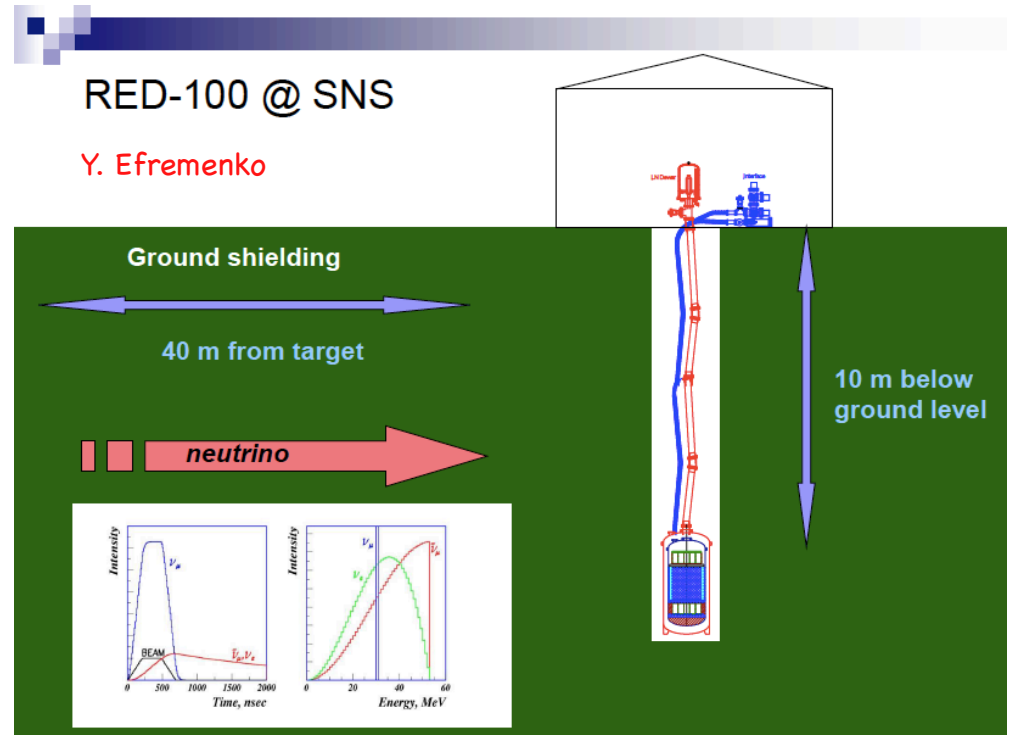 RED-100 @ SNS
Y. Efremenko
LN Dewar
Interface
Ground shielding
40 m from target
10 m below
ground level
neutrino
Intensity
νμ
BEAM
ν̄μ,νe
0 500 1000 1500 2000
Time, nsec
Intensity
νμ
ν̄μ
νe
0 20 40 60
Energy, MeV